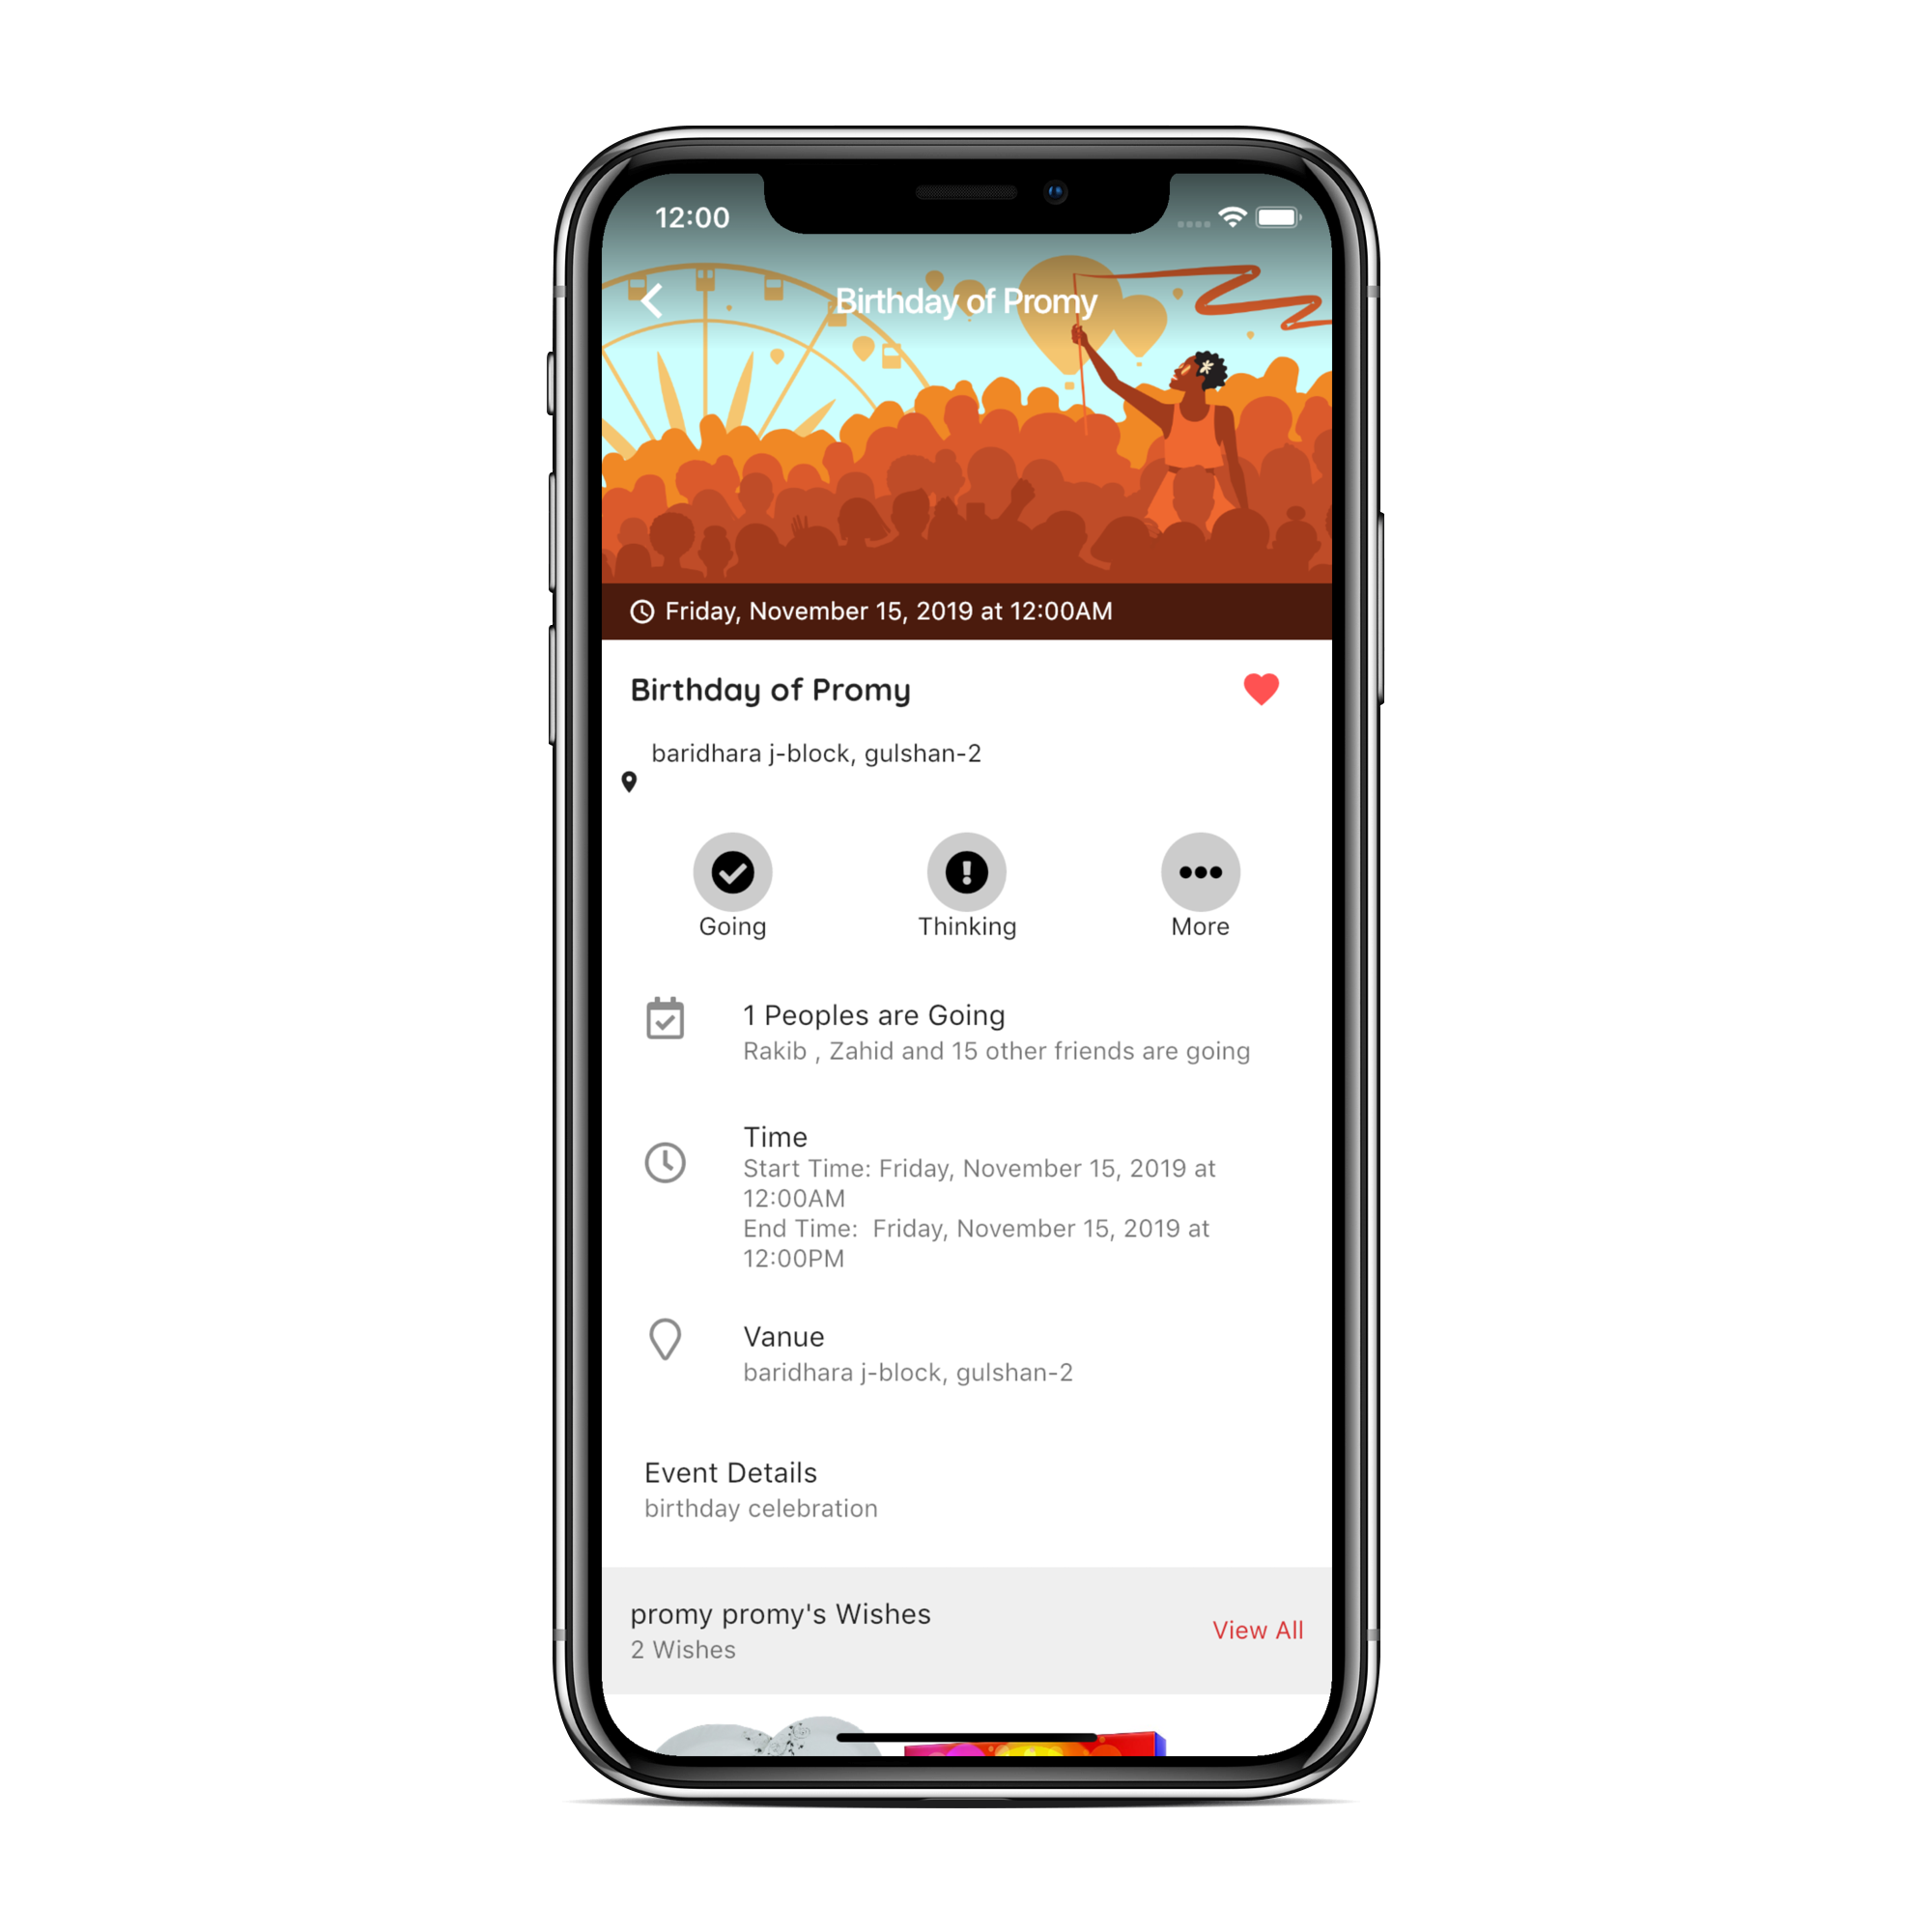 12:00
Birthday of Promy
Friday, November 15, 2019 at 12:00AM
Birthday of Promy
baridhara j-block, gulshan-2
Going
Thinking
More
1 Peoples are Going
Rakib , Zahid and 15 other friends are going
Time
Start Time: Friday, November 15, 2019 at
12:00AM
End Time:  Friday, November 15, 2019 at
12:00PM
Vanue
baridhara j-block, gulshan-2
Event Details
birthday celebration
promy promy's Wishes
View All
2 Wishes